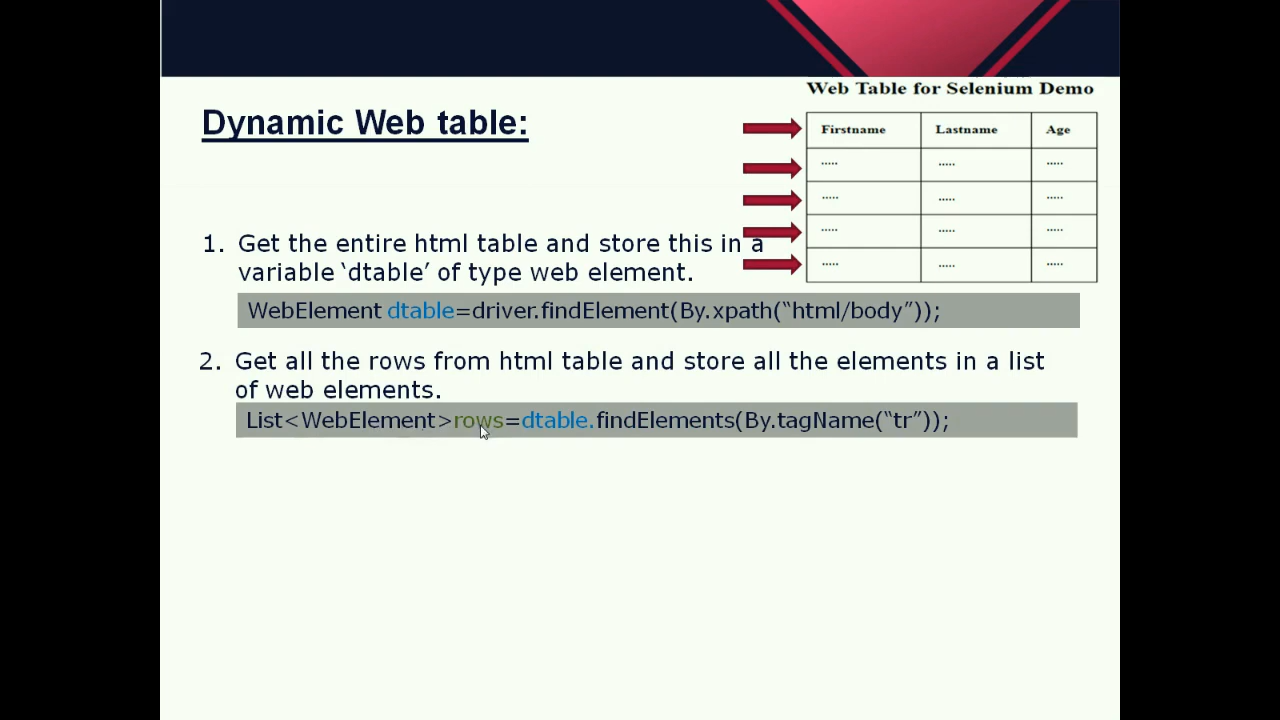 Web Table for Selenium Demo
Dynamic Web table:
Firstname Lastname Age
..... ..... .....
..... ..... .....
..... ..... .....
..... ..... .....
1. Get the entire html table and store this in a
variable ‘dtable’ of type web element.
WebElement dtable=driver.findElement(By.xpath(“html/body”));
2. Get all the rows from html table and store all the elements in a list
of web elements.
List<WebElement>rows=dtable.findElements(By.tagName(“tr”));